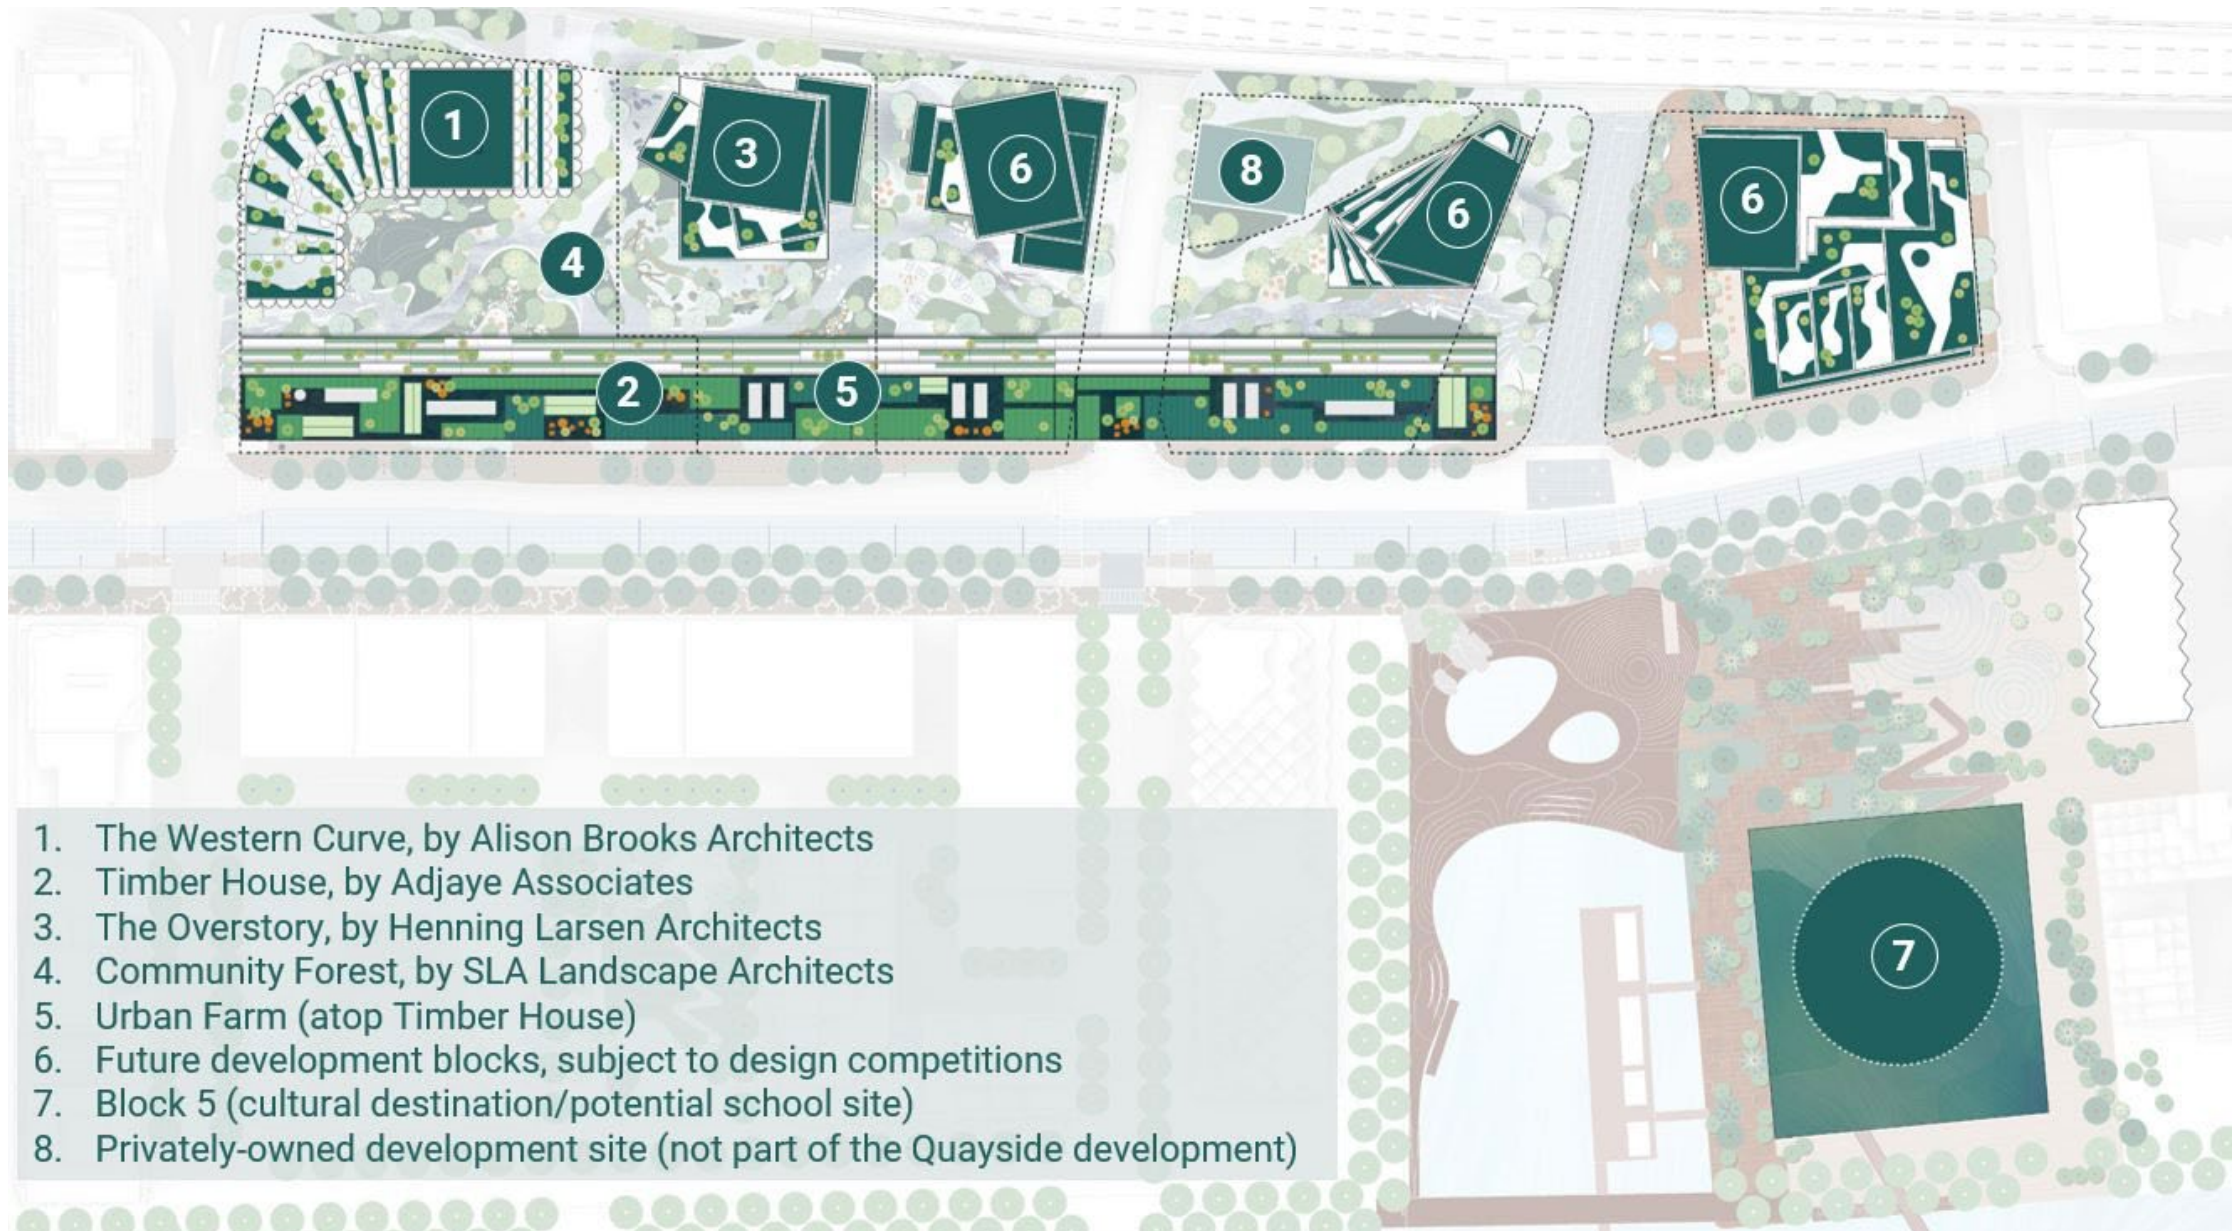 1
3
6
8
6
6
4
2
5
7
1. The Western Curve, by Alison Brooks Architects
2. Timber House, by Adjaye Associates
3. The Overstory, by Henning Larsen Architects
4. Community Forest, by SLA Landscape Architects
5. Urban Farm (atop Timber House)
6. Future development blocks, subject to design competitions
7. Block 5 (cultural destination/potential school site)
8. Privately-owned development site (not part of the Quayside development)